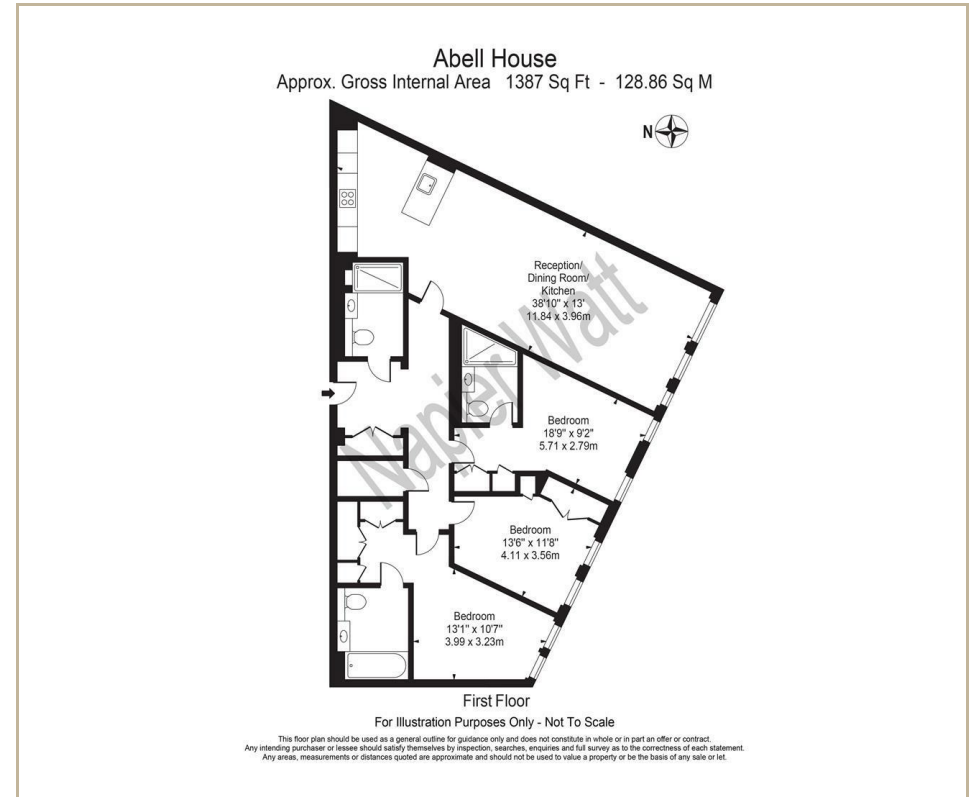 Abell House
Approx. Gross Internal Area 1387 Sq Ft - 128.86 Sq M
N
Reception/
Dining Room/
Kitchen
38'10" x 13'
11.84 x 3.96m
Napier Watt
Bedroom
18'9" x 9'2"
5.71 x 2.79m
Bedroom
13'6" x 11'8"
4.11 x 3.56m
Bedroom
13'1" x 10'7"
3.99 x 3.23m
First Floor
For Illustration Purposes Only - Not To Scale
This floor plan should be used as a general outline for guidance only and does not constitute in whole or in part an offer or contract.
Any intending purchaser or lessee should satisfy themselves by inspection, searches, enquiries and full survey as to the correctness of each statement.
Any areas, measurements or distances quoted are approximate and should not be used to value a property or be the basis of any sale or let.